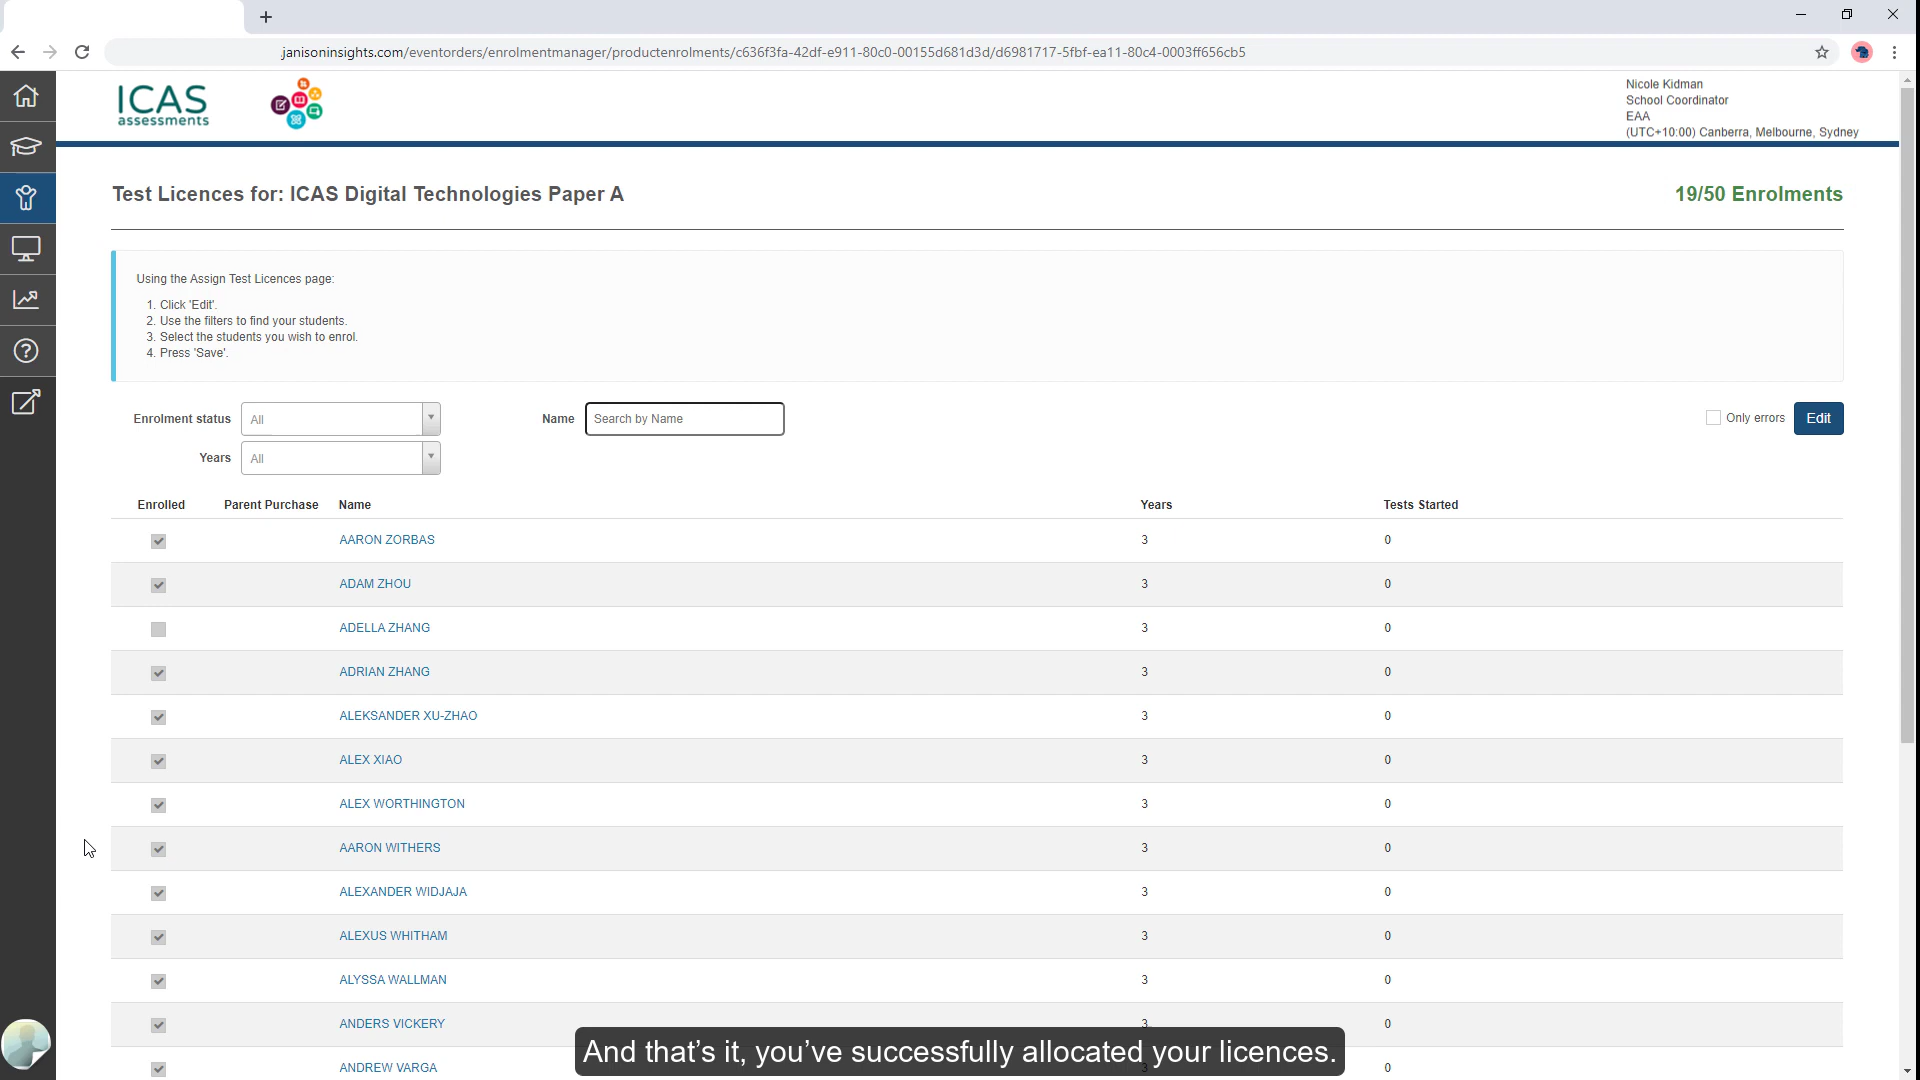 janisoninsights.com/eventorders/enrolmentmanager/productenrolments/c636f3fa-42df-e911-80c0-00155d681d3d/d6981717-5fbf-ea11-80c4-0003ff656cb5
ICAS
assessments
Nicole Kidman
School Coordinator
EAA
(UTC+10:00) Canberra, Melbourne, Sydney
Test Licences for: ICAS Digital Technologies Paper A
19/50 Enrolments
Using the Assign Test Licences page:
1. Click 'Edit'.
2. Use the filters to find your students.
3. Select the students you wish to enrol.
4. Press 'Save'.
Enrolment status All Name Search by Name Only errors Edit
Years All
Enrolled Parent Purchase Name Years Tests Started
AARON ZORBAS 3 0
ADAM ZHOU 3 0
ADELLA ZHANG 3 0
ADRIAN ZHANG 3 0
ALEKSANDER XU-ZHAO 3 0
ALEX XIAO 3 0
ALEX WORTHINGTON 3 0
AARON WITHERS 3 0
ALEXANDER WIDJAJA 3 0
ALEXUS WHITHAM 3 0
ALYSSA WALLMAN 3 0
ANDERS VICKERY 3 0
And that's it, you've successfully allocated your licences.
ANDREW VARGA 3 0